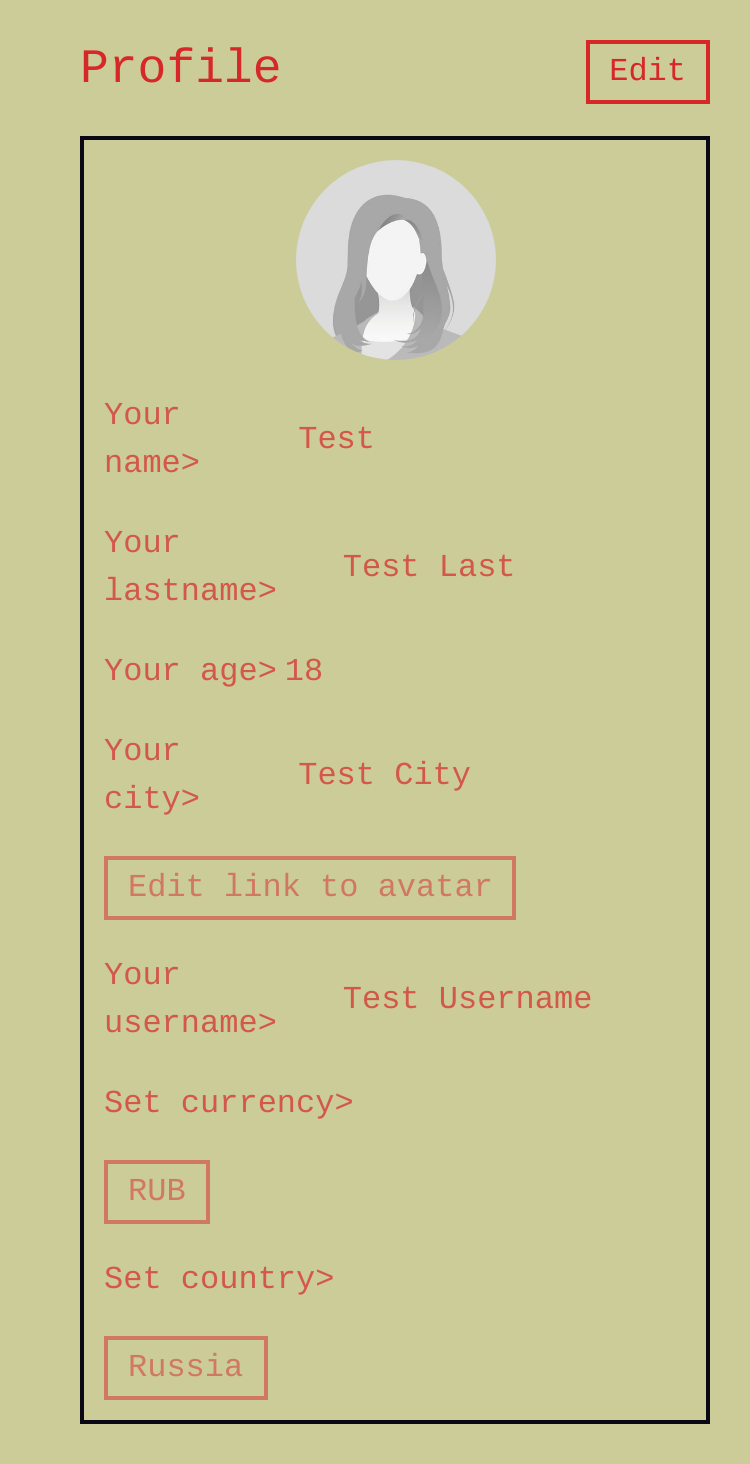 Profile
Edit
Your
name>
Test
Your
lastname>
Test Last
Your age> 18
Your
city>
Test City
Edit link to avatar
Your
username>
Test Username
Set currency>
RUB
Set country>
Russia